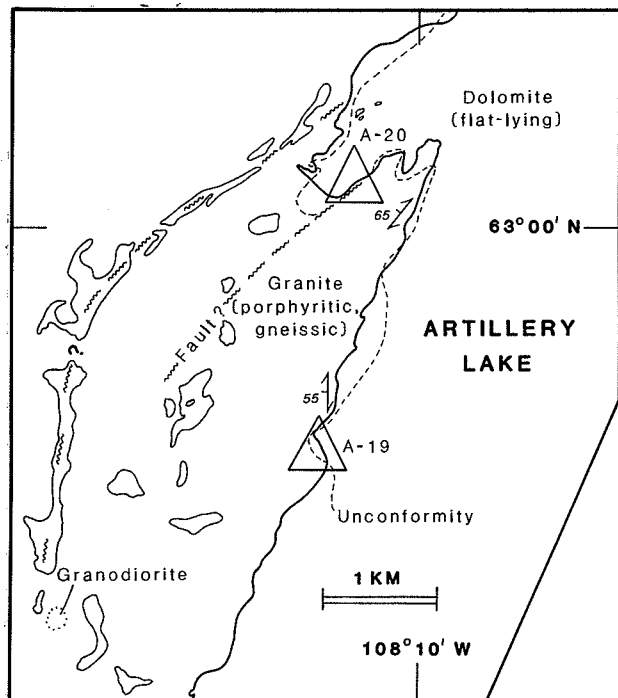 Dolomite
(flat-lying)
A-20
65
63°00' N
Granite
(porphyritic,
gneissic)
Fault?
ARTILLERY
LAKE
?
55
A-19
Unconformity
Granodiorite
1 KM
108°10' W